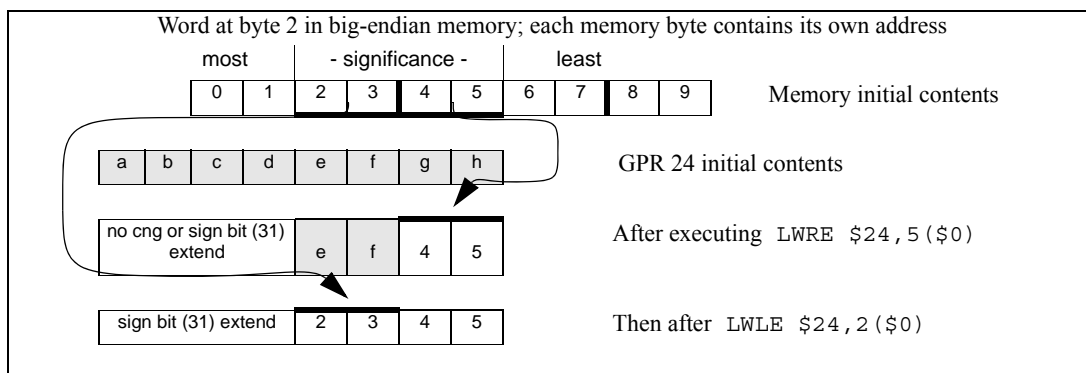 Word at byte 2 in big-endian memory; each memory byte contains its own address
most - significance - least
0 1 2 3 4 5 6 7 8 9 Memory initial contents
a b c d e f g h GPR 24 initial contents
no cng or sign bit (31)
extend e f 4 5 After executing LWRE $24,5($0)
sign bit (31) extend 2 3 4 5 Then after LWLE $24,2($0)